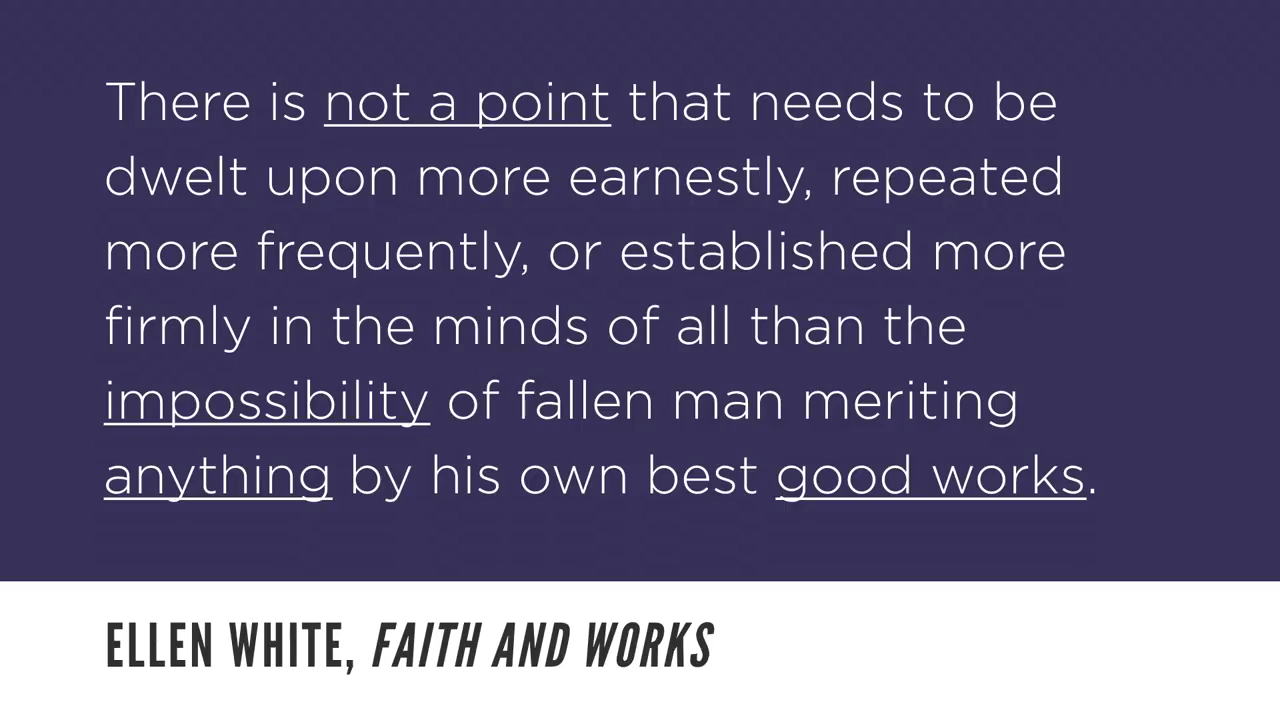 There is not a point that needs to be
dwelt upon more earnestly, repeated
more frequently, or established more
firmly in the minds of all than the
impossibility of fallen man meriting
anything by his own best good works.
ELLEN WHITE, FAITH AND WORKS